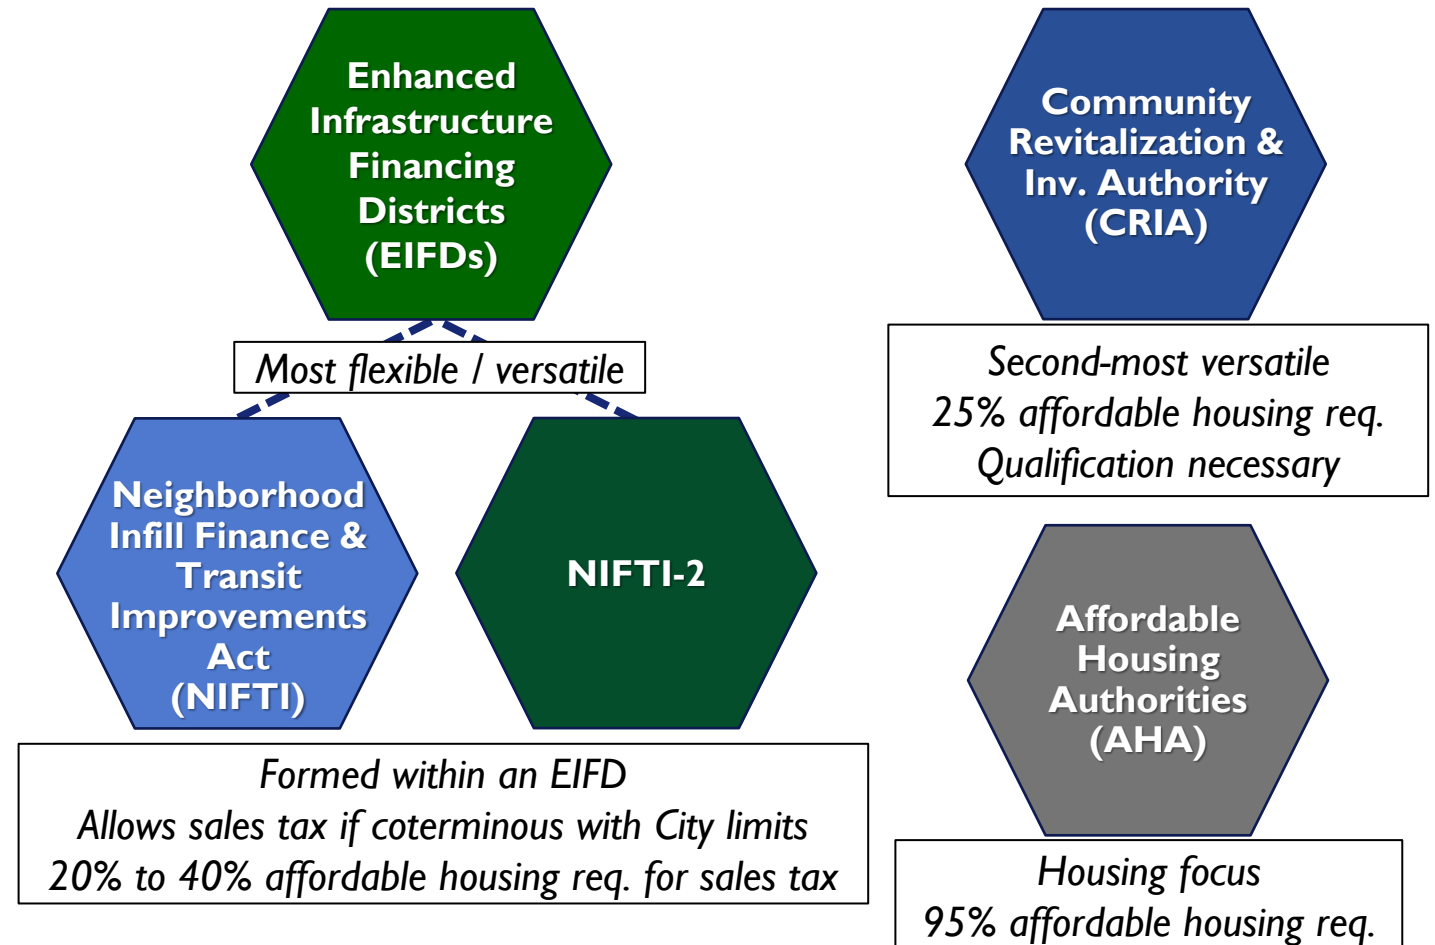 Enhanced
Infrastructure
Financing
Districts
(EIFDs)
Most flexible / versatile
Neighborhood
Infill Finance &
Transit
Improvements
Act
(NIFTI)
NIFTI-2
Formed within an EIFD
Allows sales tax if coterminous with City limits
20% to 40% affordable housing req. for sales tax
Community
Revitalization &
Inv. Authority
(CRIA)
Second-most versatile
25% affordable housing req.
Qualification necessary
Affordable
Housing
Authorities
(AHA)
Housing focus
95% affordable housing req.